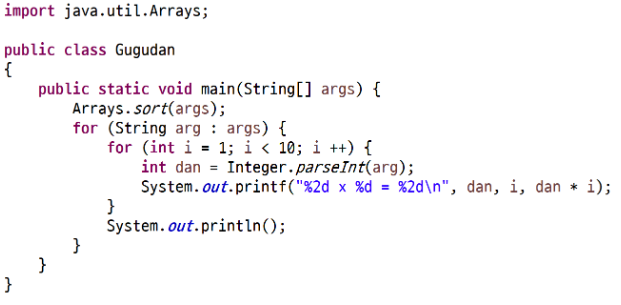 import java.util.Arrays;
public class Gugudan
{
    public static void main(String[] args) {
        Arrays.sort(args);
        for (String arg : args) {
            for (int i = 1; i < 10; i ++) {
                int dan = Integer.parseInt(arg);
                System.out.printf("%2d x %d = %2d\n", dan, i, dan * i);
            }
            System.out.println();
        }
    }
}